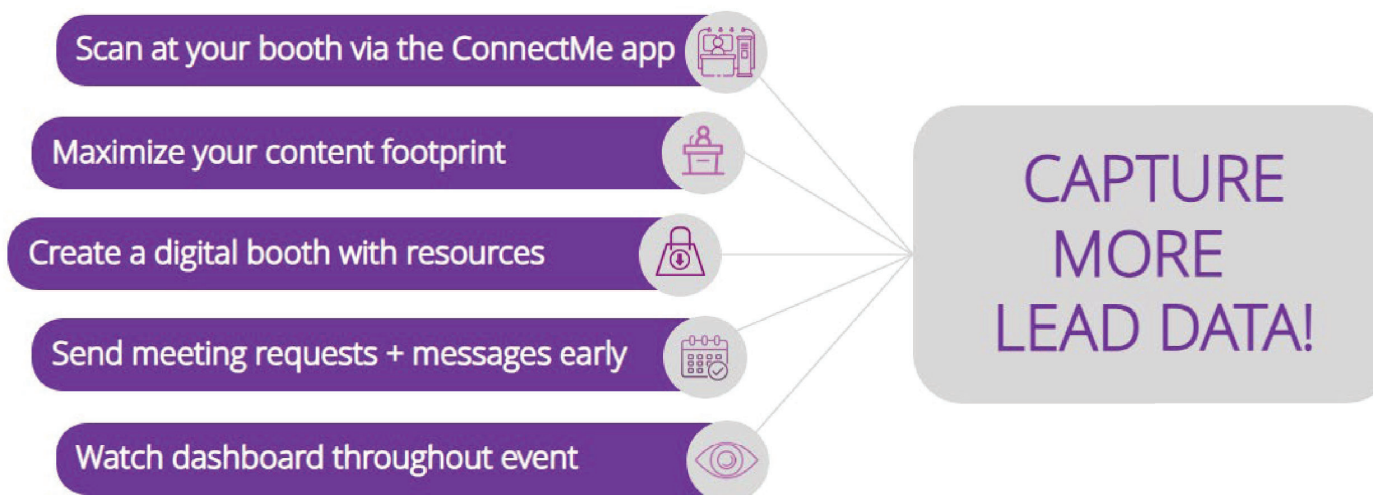 Scan at your booth via the ConnectMe app
Maximize your content footprint
Create a digital booth with resources
Send meeting requests + messages early
Watch dashboard throughout event
CAPTURE
MORE
LEAD DATA!